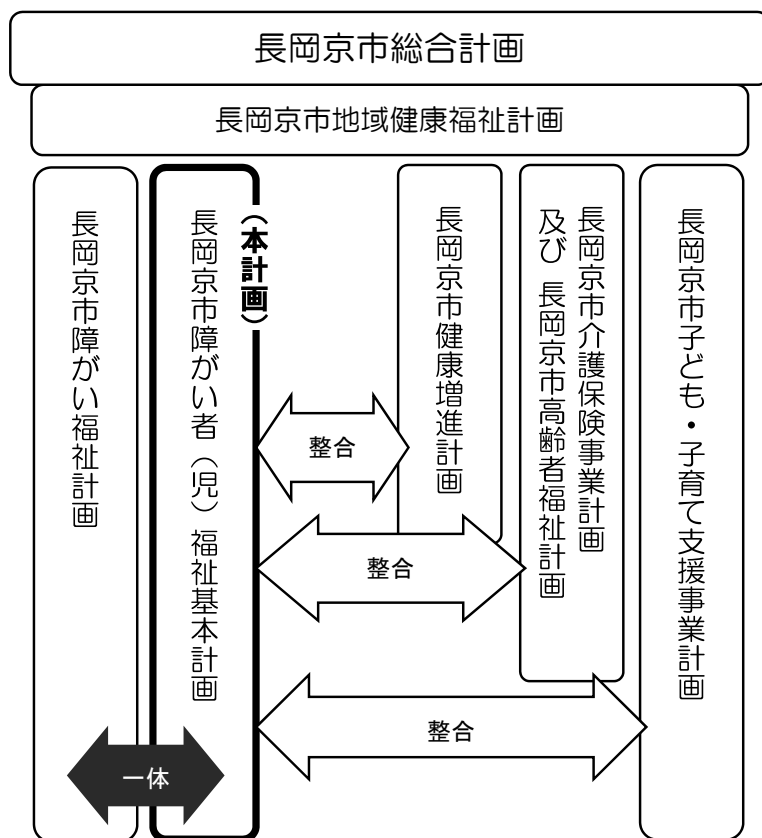 長岡京市総合計画
長岡京市地域健康福祉計画
長岡京市障がい福祉計画
長岡京市障がい者（児）福祉基本計画
（本計画）
長岡京市健康増進計画
長岡京市介護保険事業計画
及び 長岡京市高齢者福祉計画
長岡京市子ども・子育て支援事業計画
整合
整合
整合
一体